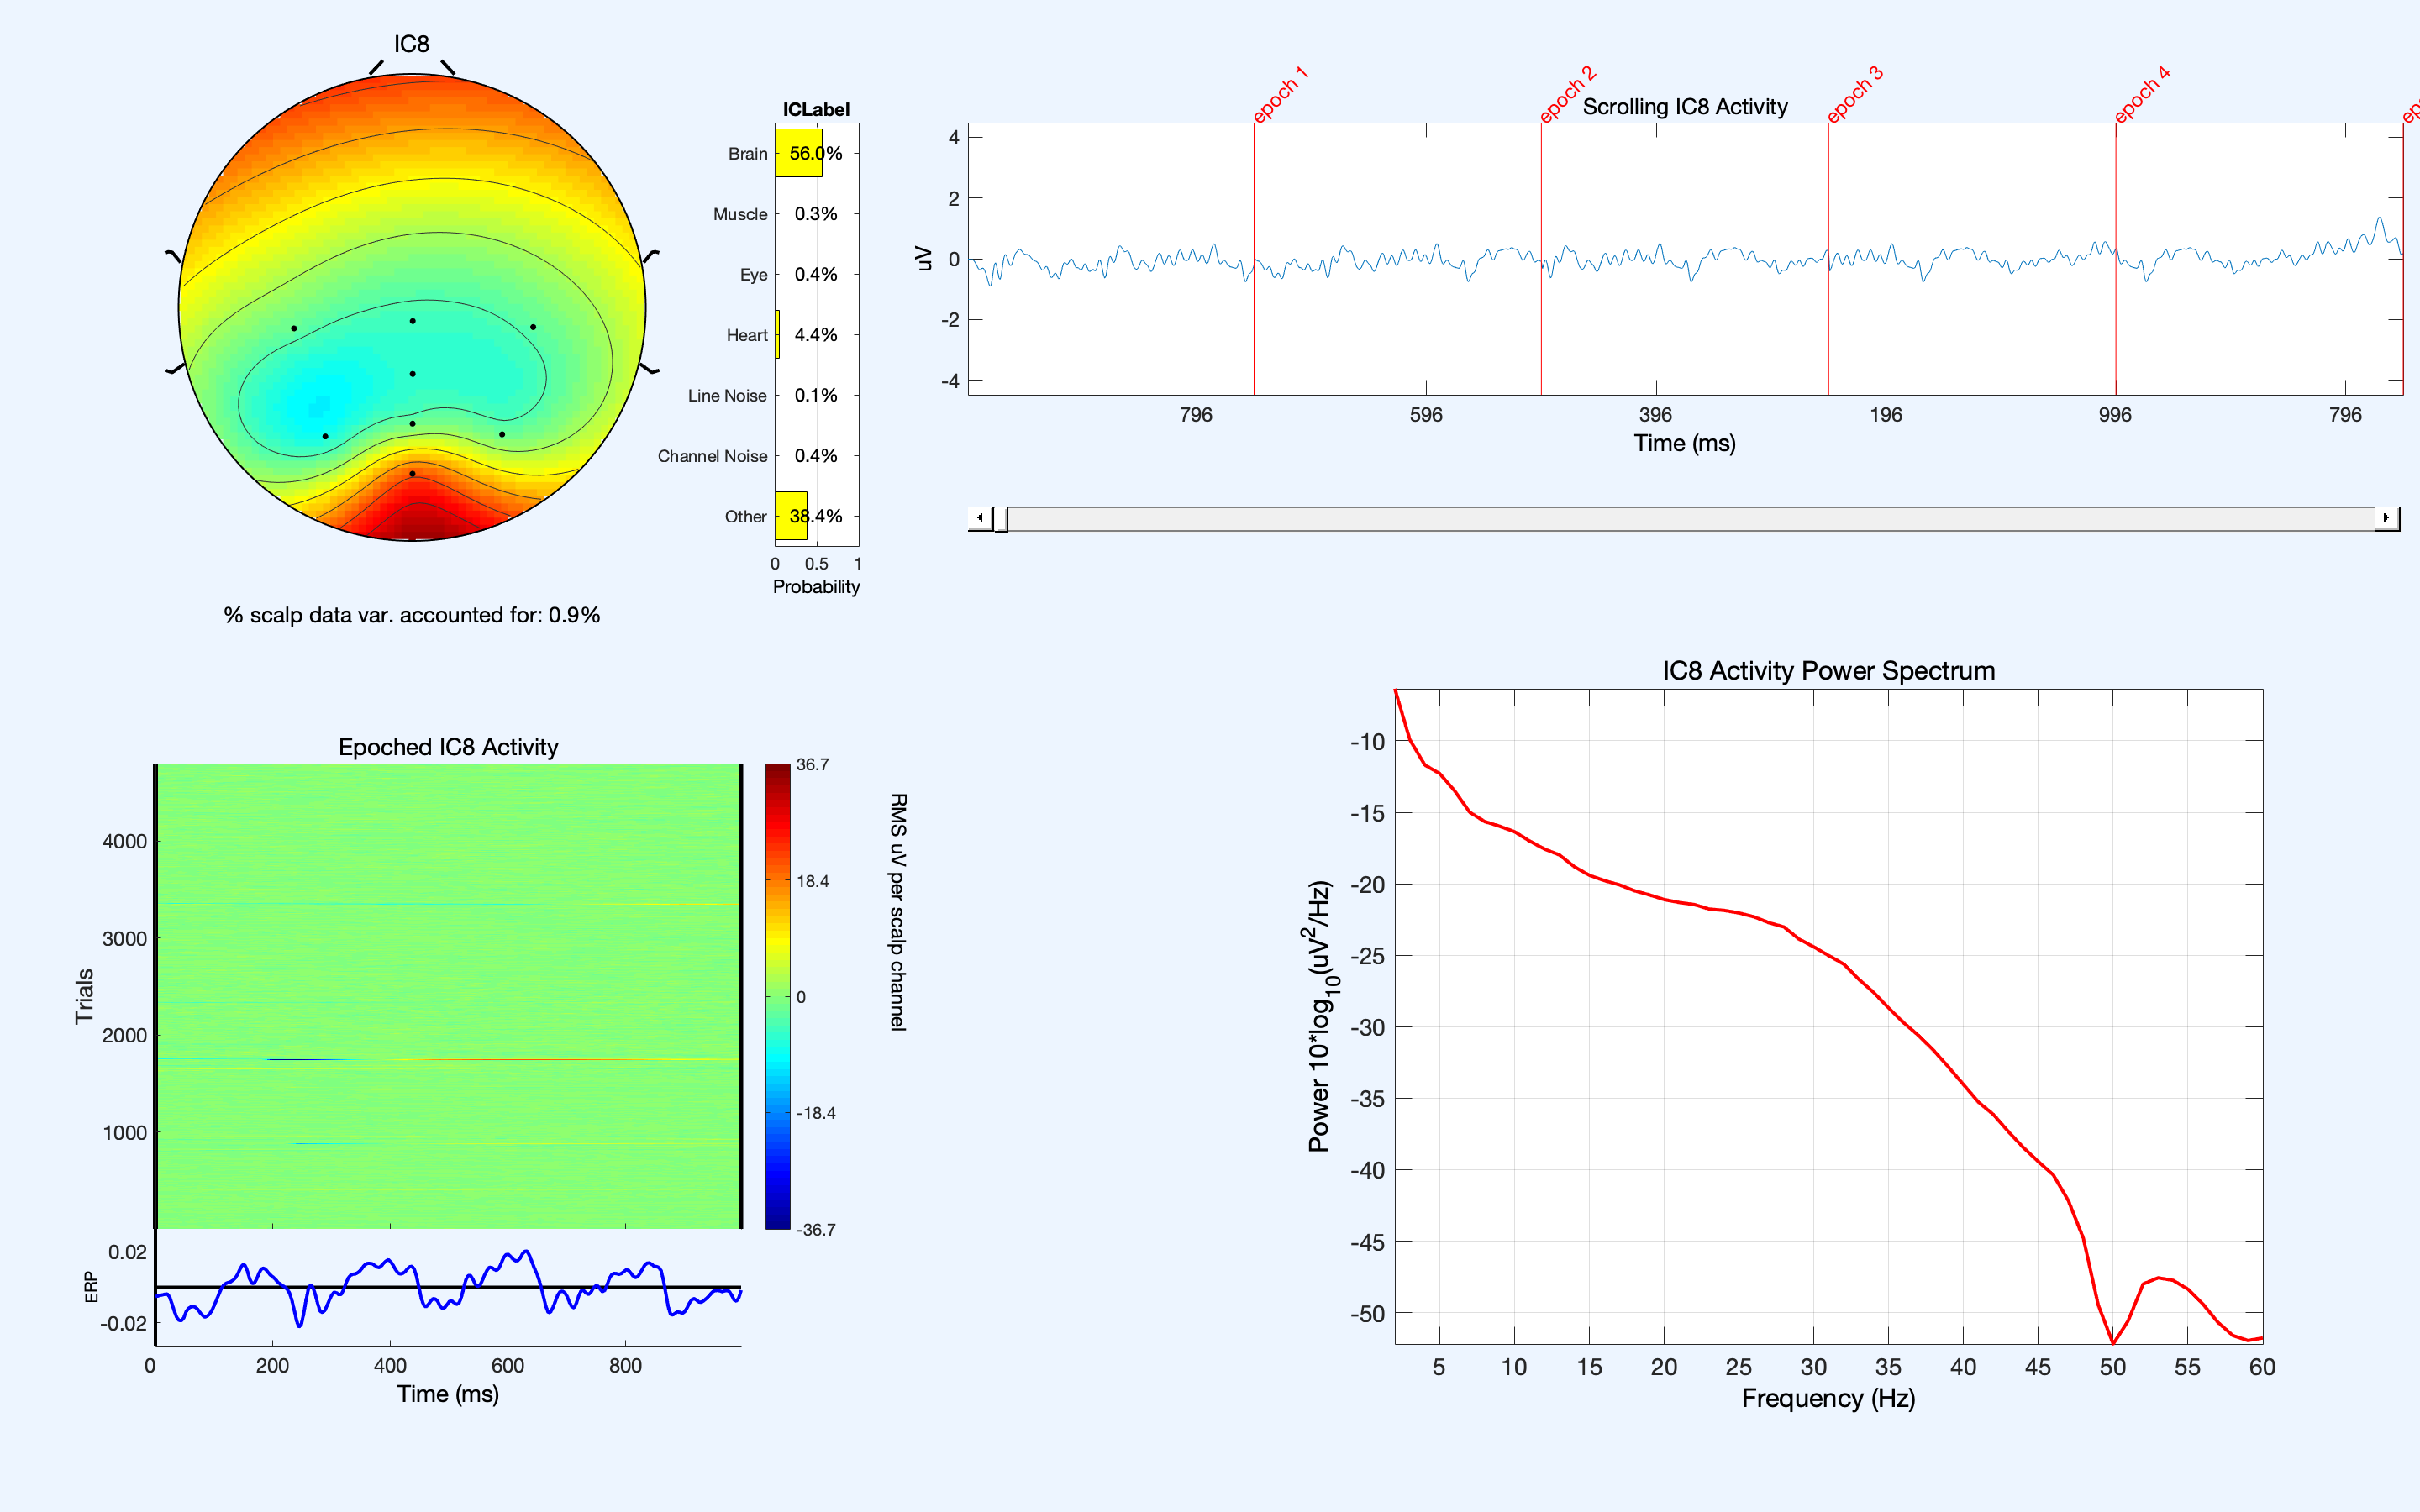 IC8
ICLabel
Brain 56.0%
Muscle 0.3%
Eye 0.4%
Heart 4.4%
Line Noise 0.1%
Channel Noise 0.4%
Other 38.4%
0 0.5 1
Probability
% scalp data var. accounted for: 0.9%
epoch 1
epoch 2
epoch 3
epoch 4
Scrolling IC8 Activity
uV
4
2
0
-2
-4
796 596 396 196 996 796
Time (ms)
Epoched IC8 Activity
Trials
4000
3000
2000
1000
36.7
18.4
0
-18.4
-36.7
RMS uV per scalp channel
ERP
0.02
-0.02
0 200 400 600 800
Time (ms)
IC8 Activity Power Spectrum
Power 10*log10(uV2/Hz)
-10
-15
-20
-25
-30
-35
-40
-45
-50
5 10 15 20 25 30 35 40 45 50 55 60
Frequency (Hz)